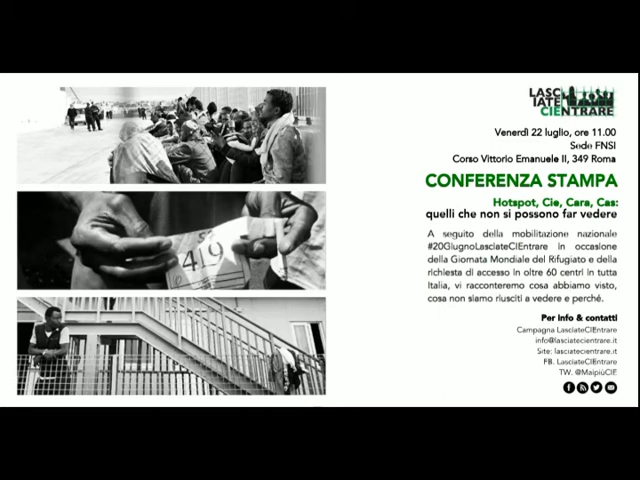 LASC
IATE
CIENTRARE
Venerdì 22 luglio, ore 11.00
Sede FNSI
Corso Vittorio Emanuele II, 349 Roma
CONFERENZA STAMPA
Hotspot, Cie, Cara, Cas:
quelli che non si possono far vedere
A seguito della mobilitazione nazionale
#20GiugnoLasciateCIEntrare in occasione
della Giornata Mondiale del Rifugiato e della
richiesta di accesso in oltre 60 centri in tutta
Italia, vi racconteremo cosa abbiamo visto,
cosa non siamo riusciti a vedere e perché.
Per info & contatti
Campagna LasciateCIEntrare
info@lasciatecientrare.it
Site: lasciatecientrare.it
FB. LasciateCIEntrare
TW. @MaipiùCIE
419